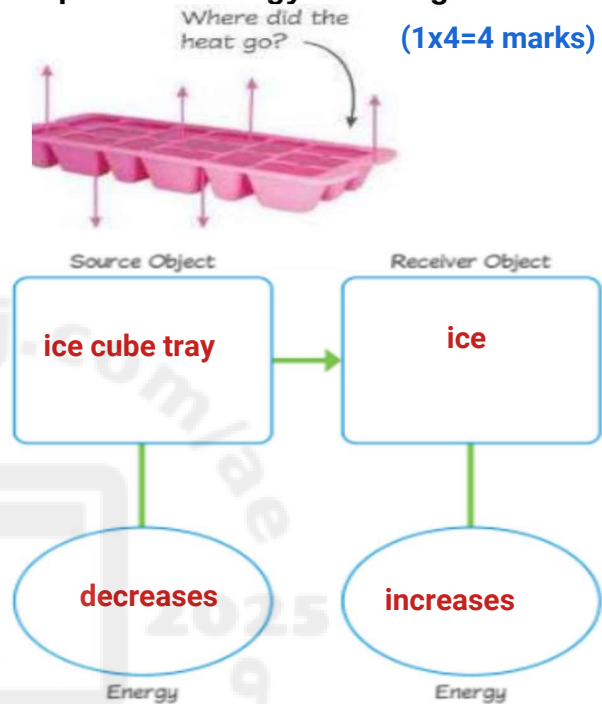 Where did the
heat go?
(1x4=4 marks)
Source Object
Receiver Object
ice cube tray
ice
decreases
increases
2025
Energy
Energy